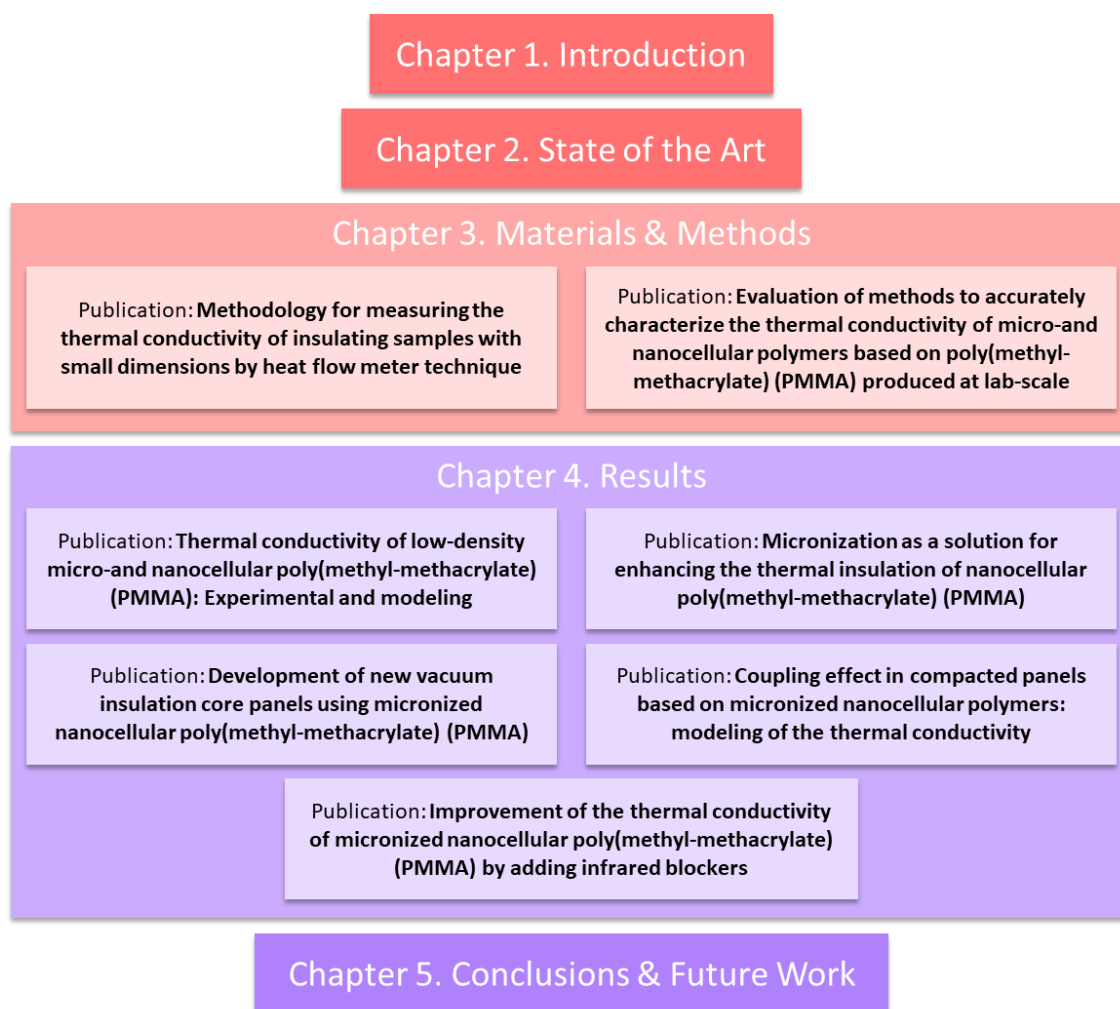 Chapter 1. Introduction
Chapter 2. State of the Art
Chapter 3. Materials & Methods
Publication: Methodology for measuring the
thermal conductivity of insulating samples with
small dimensions by heat flow meter technique
Publication: Evaluation of methods to accurately
characterize the thermal conductivity of micro-and
nanocellular polymers based on poly(methyl-
methacrylate) (PMMA) produced at lab-scale
Chapter 4. Results
Publication: Thermal conductivity of low-density
micro-and nanocellular poly(methyl-methacrylate)
(PMMA): Experimental and modeling
Publication: Micronization as a solution for
enhancing the thermal insulation of nanocellular
poly(methyl-methacrylate) (PMMA)
Publication: Development of new vacuum
insulation core panels using micronized
nanocellular poly(methyl-methacrylate) (PMMA)
Publication: Coupling effect in compacted panels
based on micronized nanocellular polymers:
modeling of the thermal conductivity
Publication: Improvement of the thermal conductivity
of micronized nanocellular poly(methyl-methacrylate)
(PMMA) by adding infrared blockers
Chapter 5. Conclusions & Future Work